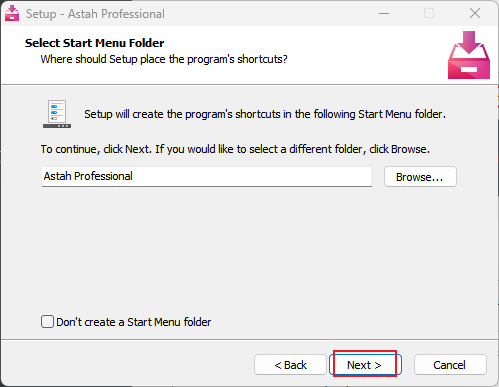 Setup - Astah Professional
Select Start Menu Folder
Where should Setup place the program's shortcuts?
Setup will create the program's shortcuts in the following Start Menu folder.
To continue, click Next. If you would like to select a different folder, click Browse.
Astah Professional
Browse...
Don't create a Start Menu folder
< Back
Next >
Cancel